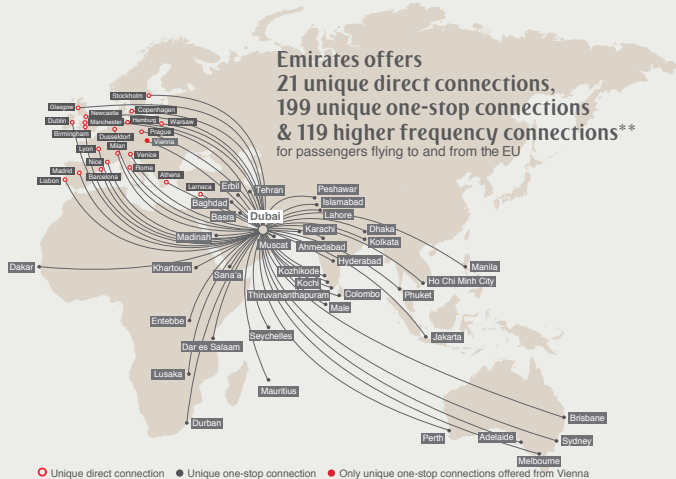 Emirates offers
21 unique direct connections,
199 unique one-stop connections
& 119 higher frequency connections**
for passengers flying to and from the EU
Stockholm
Glasgow
Newcastle
Copenhagen
Dublin
Manchester
Hamburg
Warsaw
Birmingham
Dusseldorf
Prague
Vienna
Lyon
Milan
Venice
Nice
Rome
Madrid
Barcelona
Athens
Lisbon
Larnaca
Erbil
Tehran
Peshawar
Baghdad
Islamabad
Basra
Dubai
Lahore
Madinah
Karachi
Dhaka
Muscat
Ahmedabad
Kolkata
Dakar
Khartoum
Sana'a
Hyderabad
Manila
Kozhikode
Kochi
Ho Chi Minh City
Thiruvananthapuram
Colombo
Phuket
Male
Entebbe
Seychelles
Jakarta
Dar es Salaam
Lusaka
Mauritius
Durban
Brisbane
Perth
Adelaide
Sydney
Melbourne
Unique direct connection
Unique one-stop connection
Only unique one-stop connections offered from Vienna